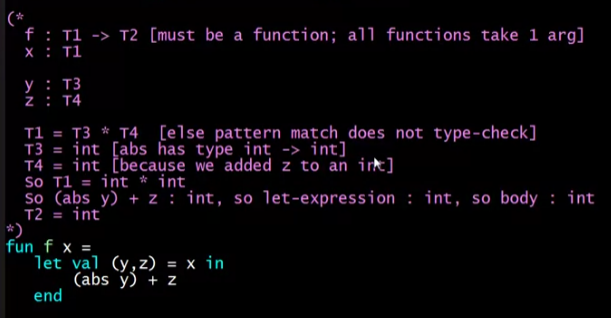 (*
f : T1 -> T2 [must be a function; all functions take 1 arg]
x : T1
y : T3
z : T4
T1 = T3 * T4 [else pattern match does not type-check]
T3 = int [abs has type int -> int]
T4 = int [because we added z to an int]
So T1 = int * int
So (abs y) + z : int, so let-expression : int, so body : int
T2 = int
*)
fun f x =
let val (y,z) = x in
(abs y) + z
end